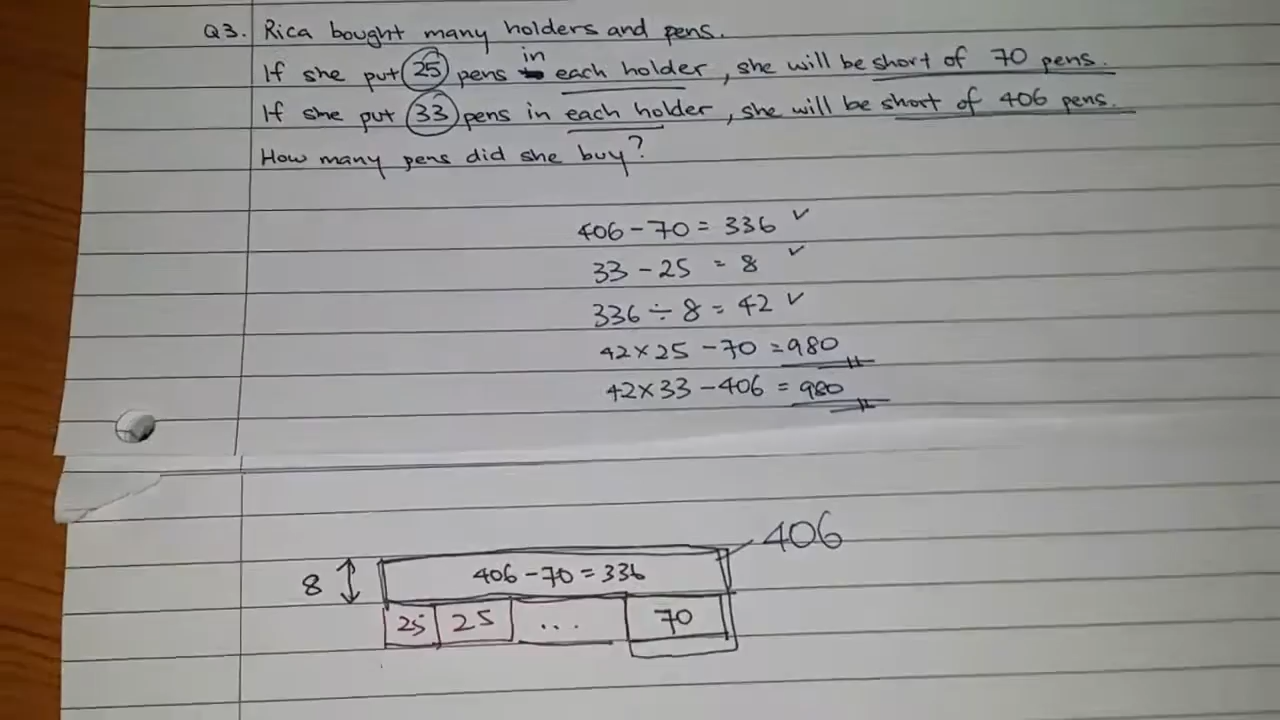 Q3. Rica bought many holders and pens.
If she put 25 pens in each holder, she will be short of 70 pens.
If she put 33 pens in each holder, she will be short of 406 pens.
How many pens did she buy?
406 - 70 = 336 ✓
33 - 25 = 8 ✓
336 ÷ 8 = 42 ✓
42 × 25 - 70 = 980
42 × 33 - 406 = 980
406
8 406 - 70 = 336
25 25 ... 70